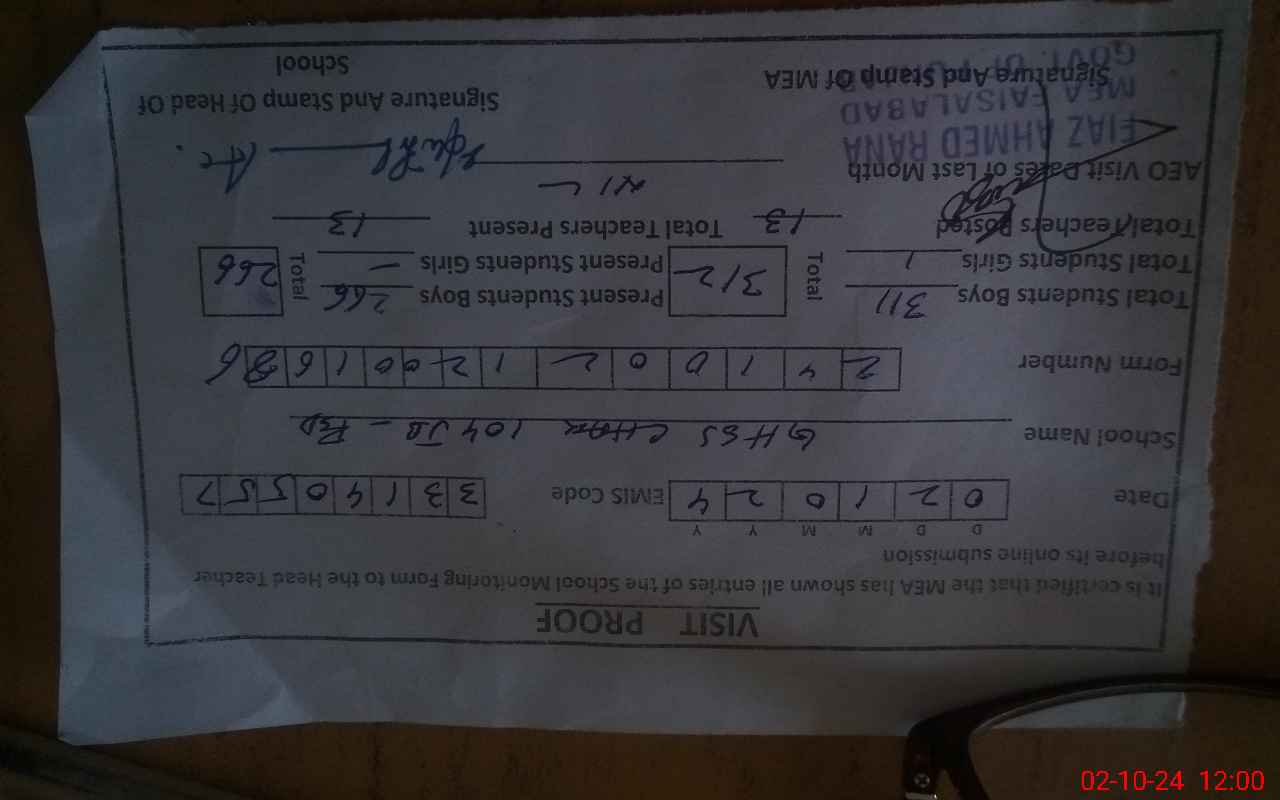 VISIT PROOF
It is certified that the MEA has shown all entries of the School Monitoring Form to the Head Teacher
before its online submission
D D M M Y Y
Date 0 2 1 0 2 4 EMIS Code 3 3 1 4 0 5 5 7
School Name GHSS CHAK 104 JB - FSD
Form Number 2 4 1 0 0 2 1 2 0 0 1 6
Total Students Boys 311 Total 312 Present Students Boys 266 Total 266
Total Students Girls 1 Present Students Girls —
Total Teachers Posted 13 Total Teachers Present 13
AEO Visit Dates of Last Month
FIAZ AHMED RANA
MEA FAISALABAD
GOVT. OF
Signature And Stamp Of MEA
Signature And Stamp Of Head Of
School
02-10-24 12:00